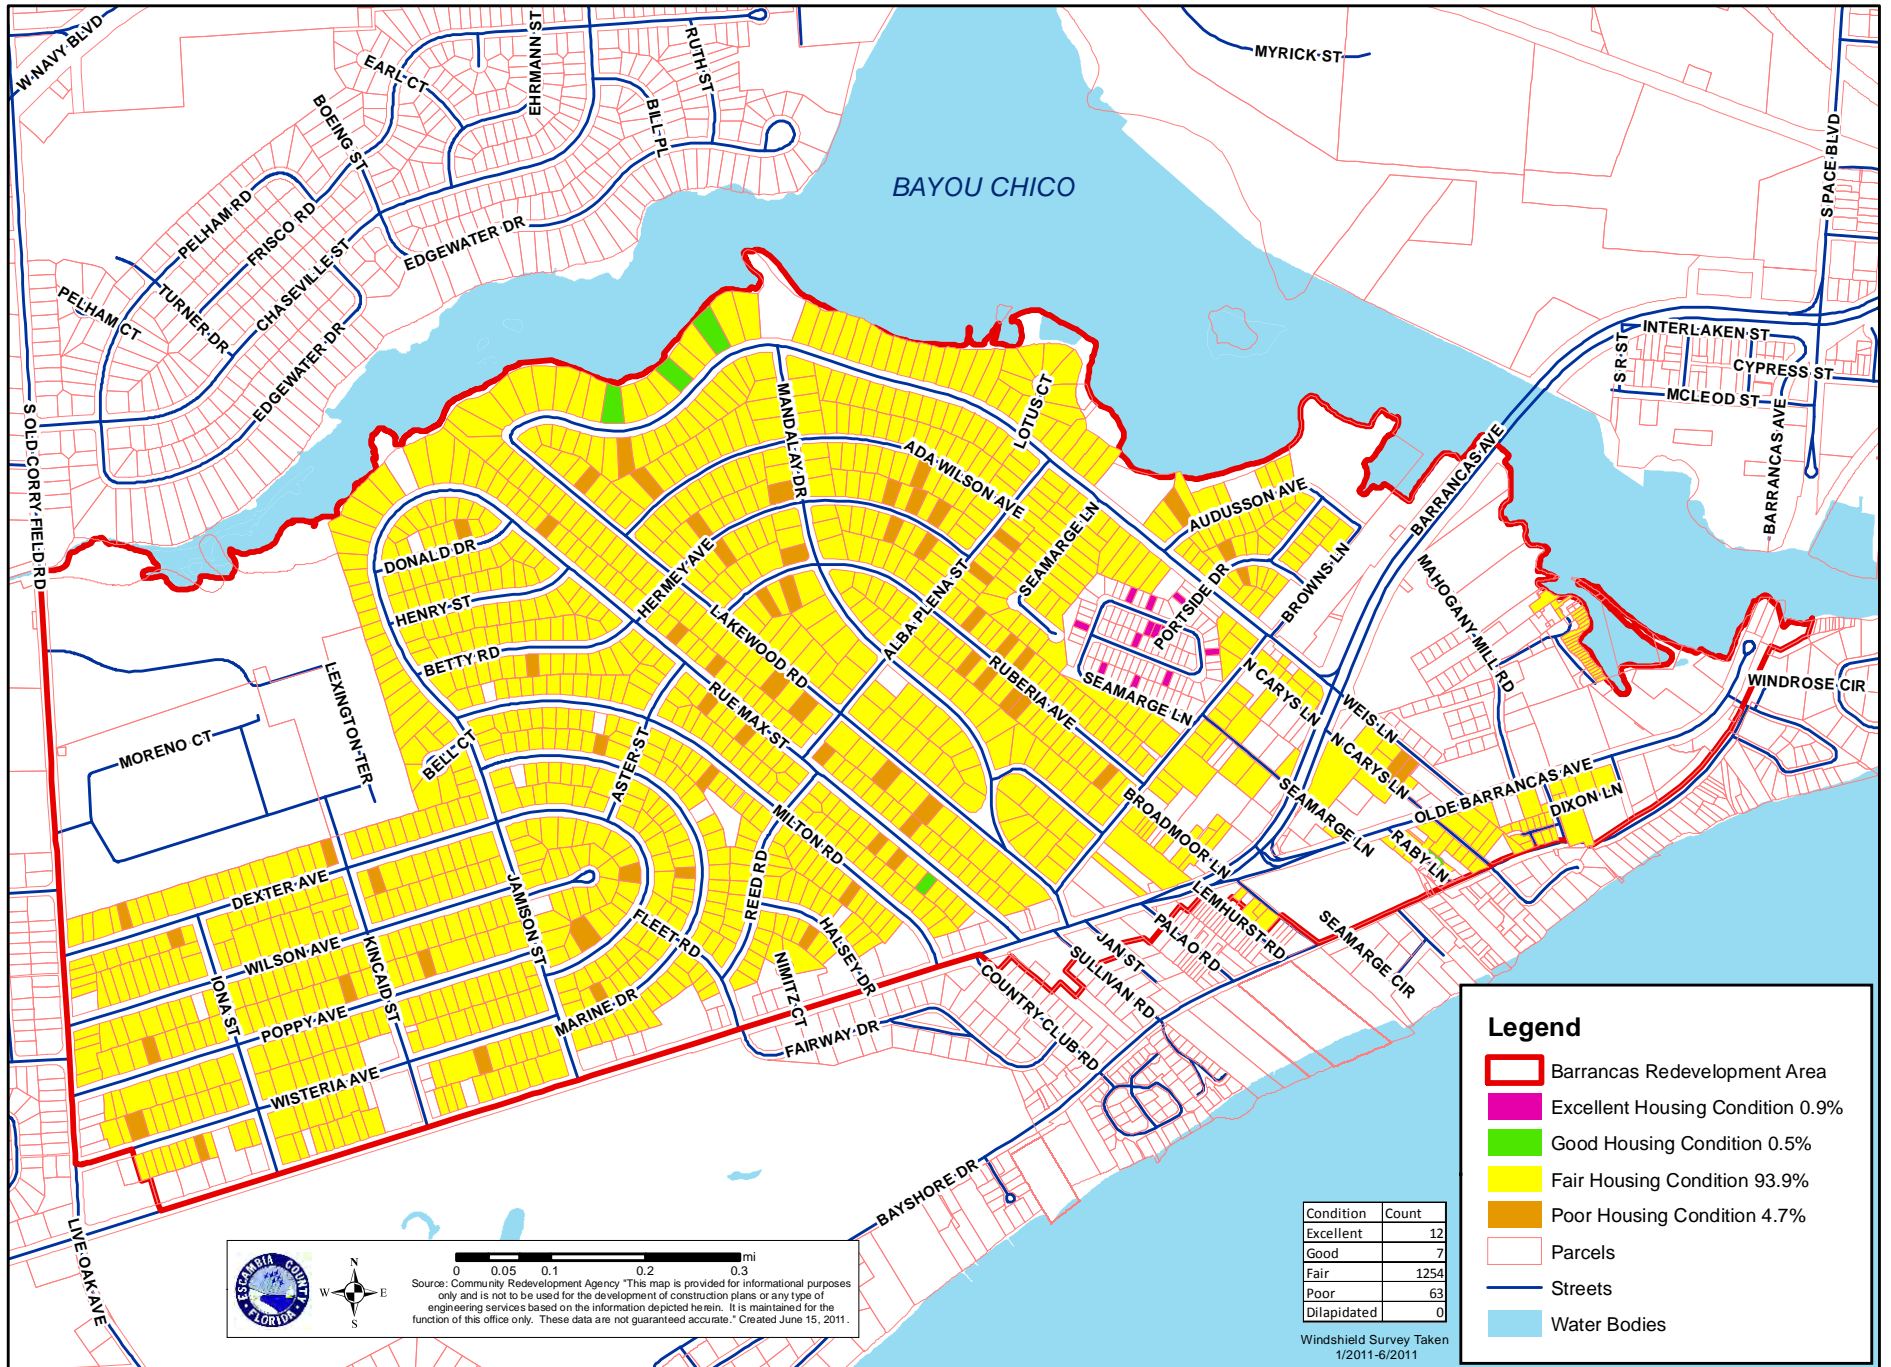 W NAVY BLVD
EARL CT
EHRMANN ST
RUTH ST
BOEING ST
BILL PL
MYRICK ST
S PACE BLVD
BAYOU CHICO
PELHAM RD
FRISCO RD
CHASEVILLE ST
EDGEWATER DR
PELHAM CT
TURNER DR
EDGEWATER DR
S OLD CORRY FIELD RD
INTERLAKEN ST
S R ST
CYPRESS ST
MCLEOD ST
BARRANCAS AVE
BARRANCAS AVE
MANDALAY DR
LOTUS CT
ADA WILSON AVE
SEAMARGE LN
AUDUSSON AVE
DONALD DR
HENRY ST
BETTY RD
HERMEY AVE
LAKEWOOD RD
ALBA PLENA ST
PORTSIDE DR
BROWNS LN
MAHOGANY MILL RD
WINDROSE CIR
RUBERIA AVE
SEAMARGE LN
N CARYS LN
WEIS LN
N CARYS LN
LEXINGTON TER
MORENO CT
BELL CT
ASTER ST
RUE MAX ST
MILTON RD
BROADMOOR LN
SEAMARGE LN
OLDE BARRANCAS AVE
DIXON LN
RABY LN
DEXTER AVE
JAMISON ST
REED RD
FLEET RD
HALSEY DR
NIMITZ CT
LEMHURST RD
PALAO RD
JAN ST
SULLIVAN RD
SEAMARGE CIR
WILSON AVE
KINCAID ST
IONA ST
POPPY AVE
MARINE DR
FAIRWAY DR
COUNTRY CLUB RD
WISTERIA AVE
BAYSHORE DR
LIVE OAK AVE
Legend
Barrancas Redevelopment Area
Excellent Housing Condition 0.9%
Good Housing Condition 0.5%
Fair Housing Condition 93.9%
Poor Housing Condition 4.7%
Parcels
Streets
Water Bodies
Condition Count
Excellent 12
Good 7
Fair 1254
Poor 63
Dilapidated 0
Windshield Survey Taken
1/2011-6/2011
ESCAMBIA COUNTY
FLORIDA
N
W E
S
0 0.05 0.1 0.2 0.3
mi
Source: Community Redevelopment Agency "This map is provided for informational purposes
only and is not to be used for the development of construction plans or any type of
engineering services based on the information depicted herein. It is maintained for the
function of this office only. These data are not guaranteed accurate." Created June 15, 2011.